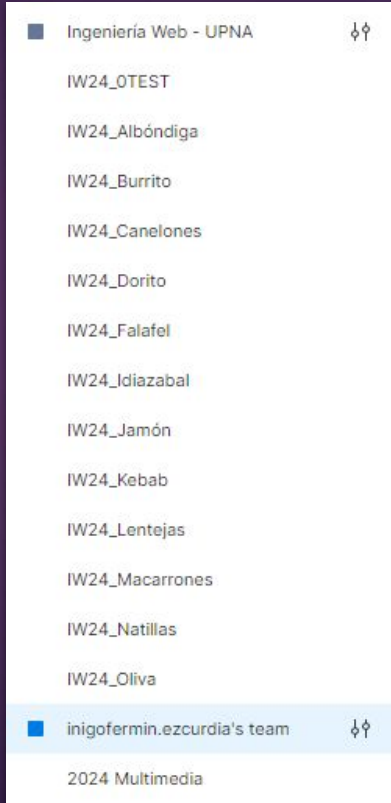 Ingeniería Web - UPNA
IW24_0TEST
IW24_Albóndiga
IW24_Burrito
IW24_Canelones
IW24_Dorito
IW24_Falafel
IW24_Idiazabal
IW24_Jamón
IW24_Kebab
IW24_Lentejas
IW24_Macarrones
IW24_Natillas
IW24_Oliva
inigofermin.ezcurdia's team
2024 Multimedia